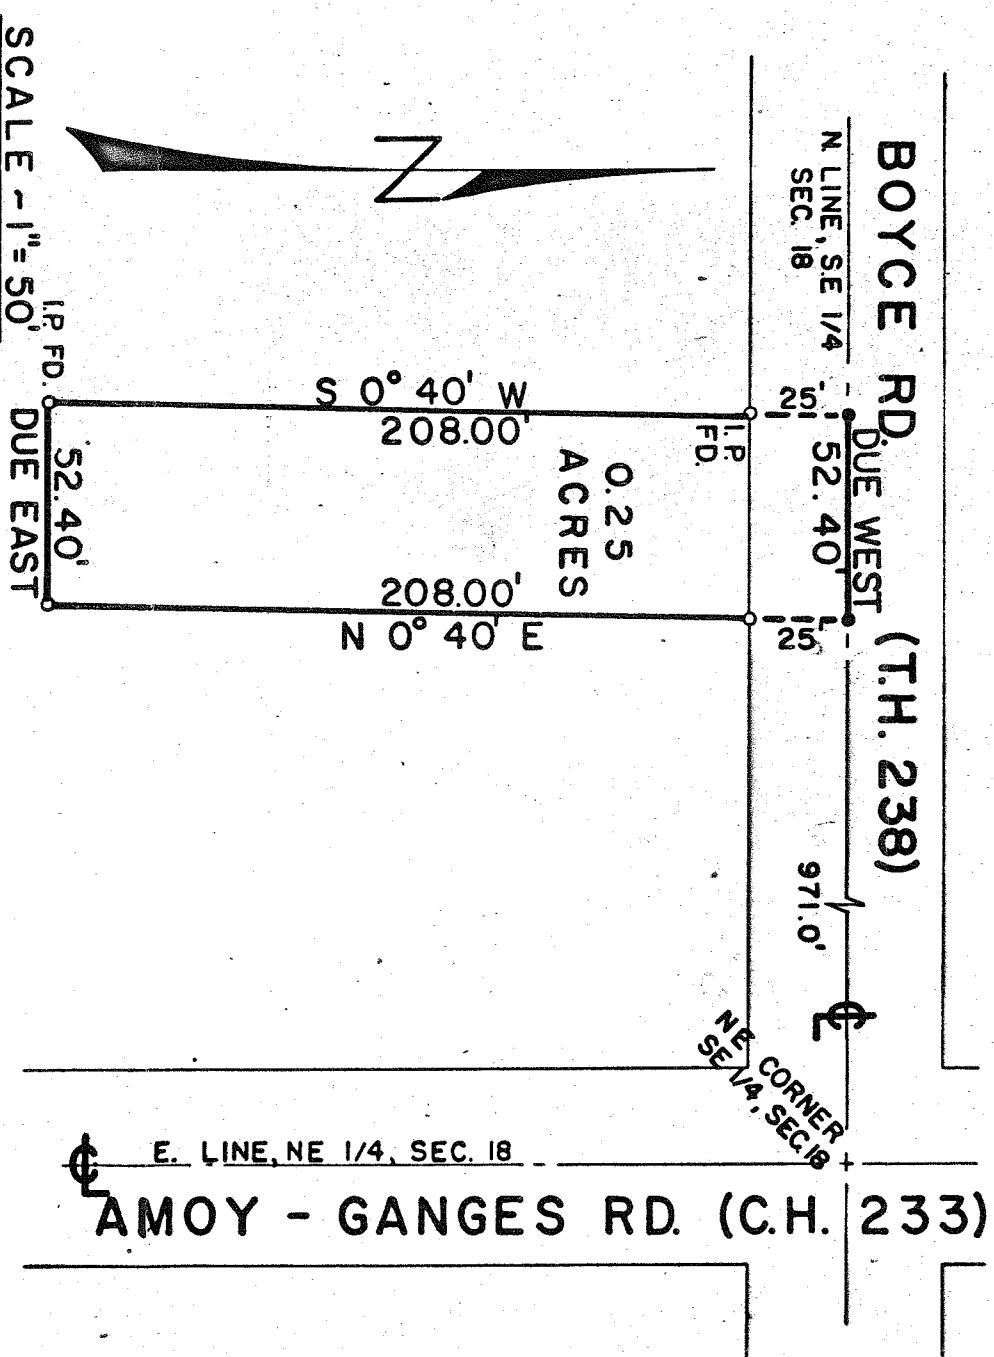 BOYCE RD. (T.H. 238)
N. LINE, S.E 1/4
SEC. 18
DUE WEST
52.40'
25'
25'
971.0'
℄
NE CORNER
SE 1/4, SEC.18
I.P.
FD.
S 0° 40' W
208.00'
0.25
ACRES
208.00'
N 0° 40' E
N
I.P. FD.
52.40'
DUE EAST
SCALE ~ 1"= 50'
E. LINE, NE 1/4, SEC. 18
℄
AMOY - GANGES RD. (C.H. 233)